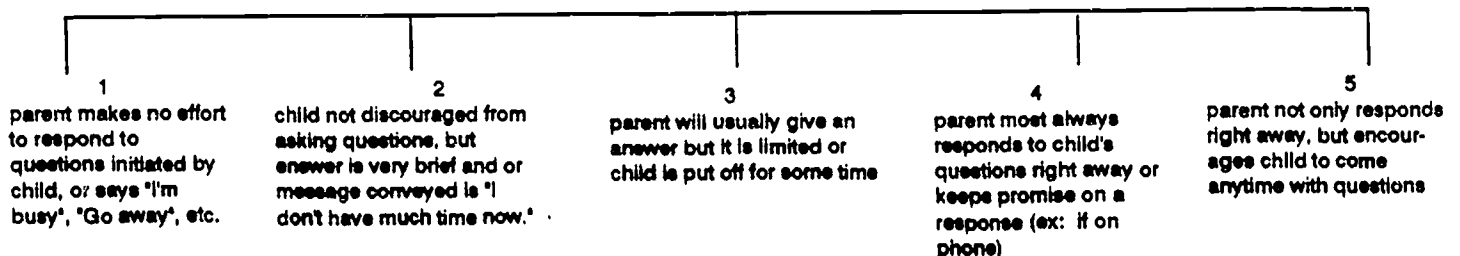 1
parent makes no effort
to respond to
questions initiated by
child, or says "I'm
busy", "Go away", etc.
2
child not discouraged from
asking questions, but
answer is very brief and or
message conveyed is "I
don't have much time now."
3
parent will usually give an
answer but it is limited or
child is put off for some time
4
parent most always
responds to child's
questions right away or
keeps promise on a
response (ex: if on
phone)
5
parent not only responds
right away, but encour-
ages child to come
anytime with questions